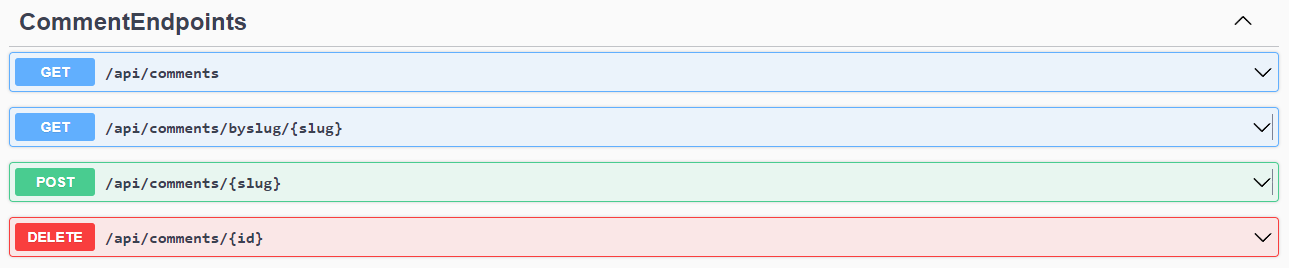 CommentEndpoints
GET /api/comments
GET /api/comments/byslug/{slug}
POST /api/comments/{slug}
DELETE /api/comments/{id}